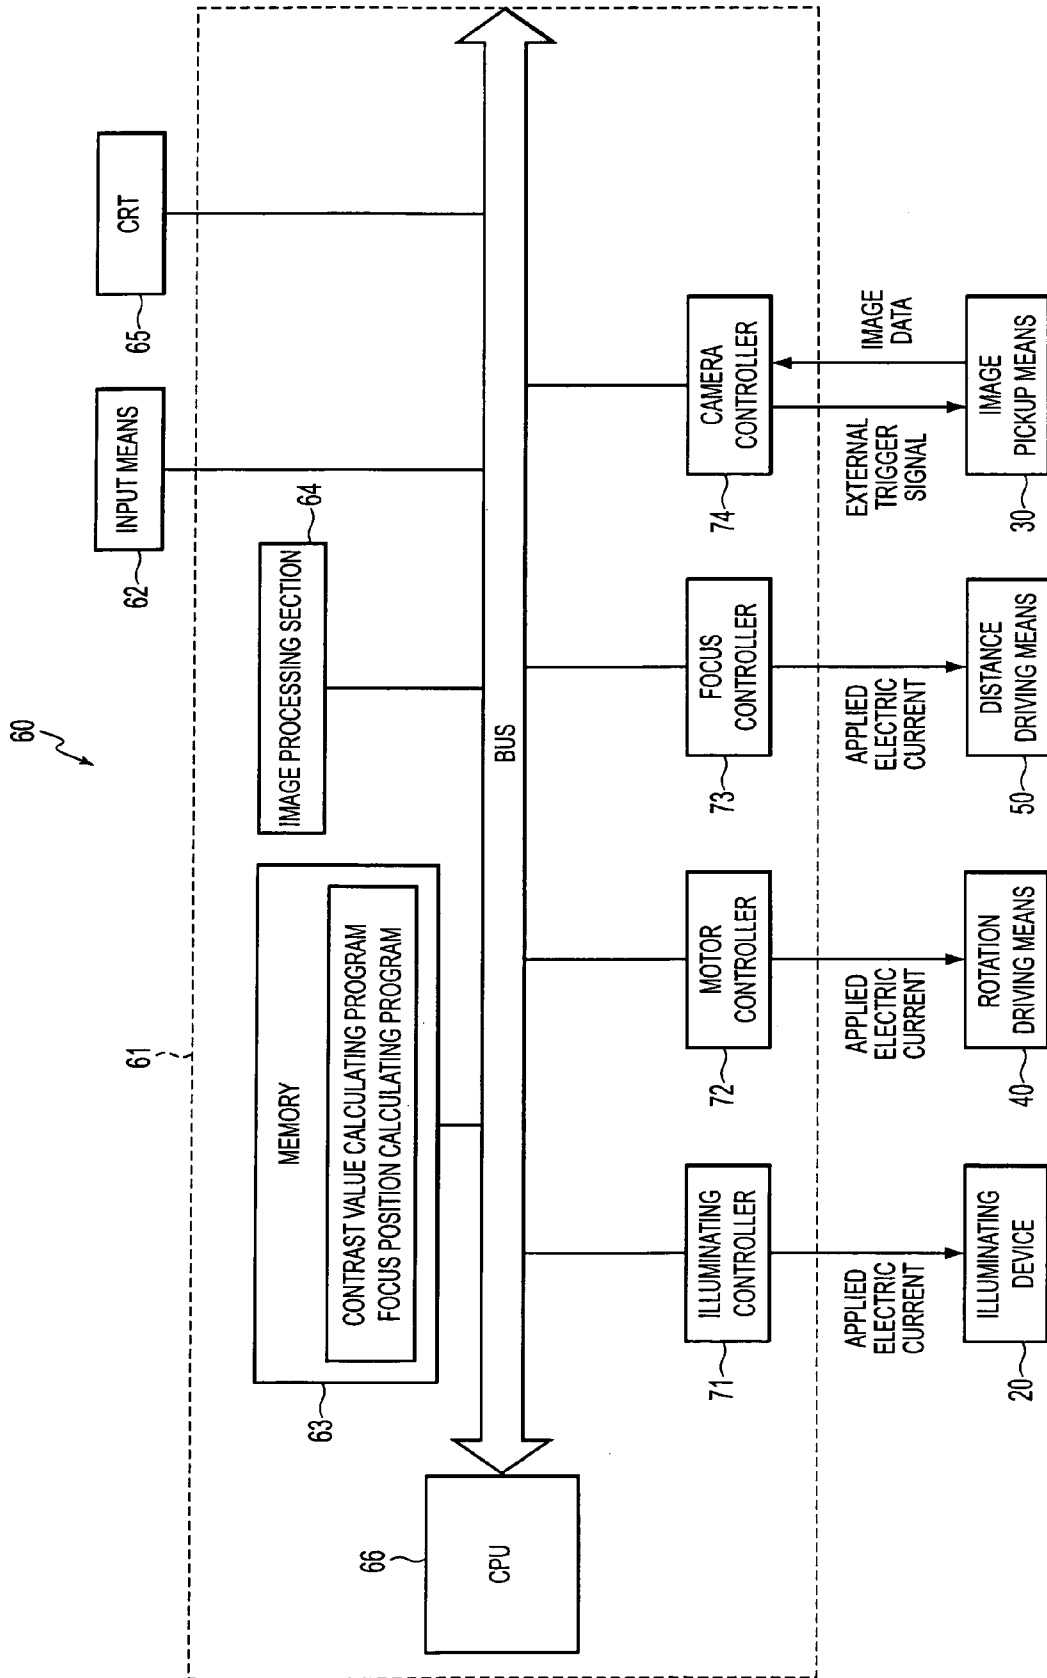 60
61
INPUT MEANS
62
CRT
65
MEMORY
CONTRAST VALUE CALCULATING PROGRAM
FOCUS POSITION CALCULATING PROGRAM
63
IMAGE PROCESSING SECTION
64
CPU
66
BUS
ILLUMINATING
CONTROLLER
71
MOTOR
CONTROLLER
72
FOCUS
CONTROLLER
73
CAMERA
CONTROLLER
74
APPLIED
ELECTRIC
CURRENT
APPLIED
ELECTRIC
CURRENT
APPLIED
ELECTRIC
CURRENT
EXTERNAL
TRIGGER
SIGNAL
IMAGE
DATA
ILLUMINATING
DEVICE
20
ROTATION
DRIVING MEANS
40
DISTANCE
DRIVING MEANS
50
IMAGE
PICKUP MEANS
30